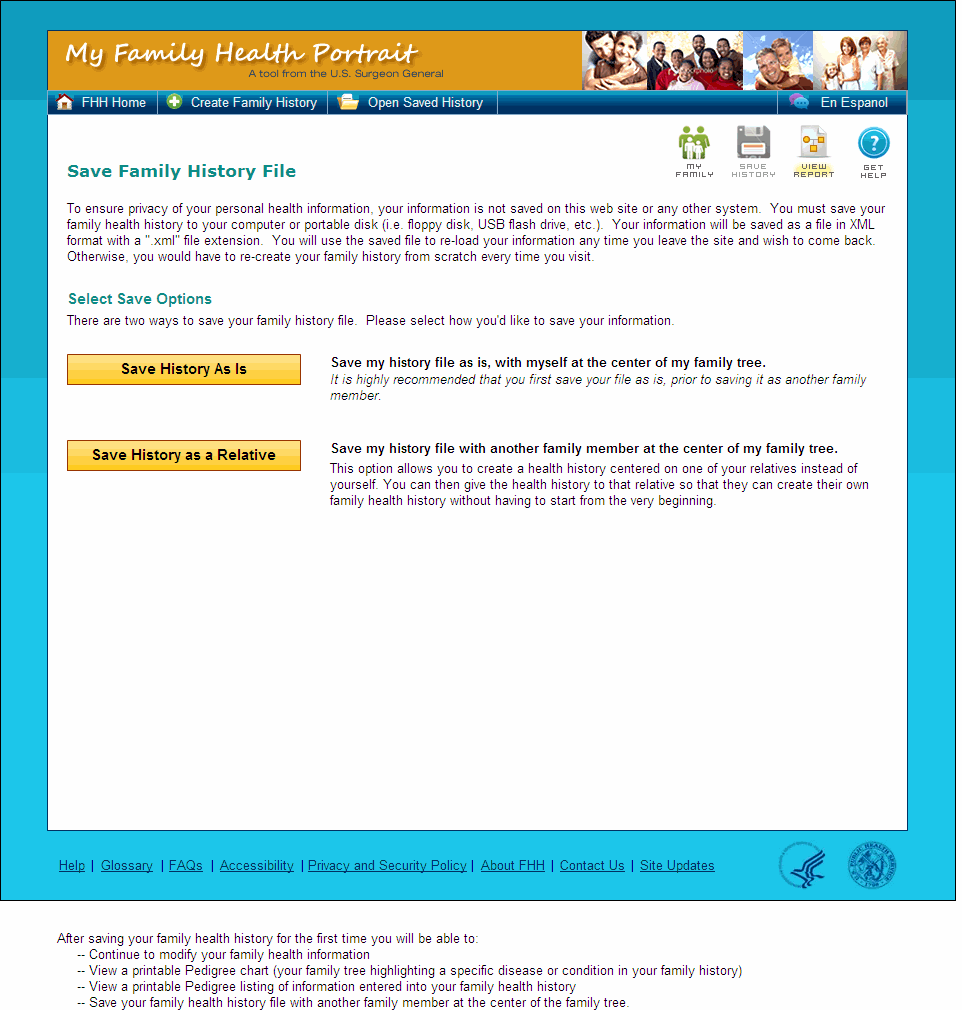 My Family Health Portrait
A tool from the U.S. Surgeon General
FHH Home
Create Family History
Open Saved History
En Espanol
MY FAMILY
SAVE HISTORY
VIEW REPORT
GET HELP
Save Family History File
To ensure privacy of your personal health information, your information is not saved on this web site or any other system.  You must save your
family health history to your computer or portable disk (i.e. floppy disk, USB flash drive, etc.).  Your information will be saved as a file in XML
format with a ".xml" file extension.  You will use the saved file to re-load your information any time you leave the site and wish to come back.
Otherwise, you would have to re-create your family history from scratch every time you visit.
Select Save Options
There are two ways to save your family history file.  Please select how you'd like to save your information.
Save History As Is
Save my history file as is, with myself at the center of my family tree.
It is highly recommended that you first save your file as is, prior to saving it as another family
member.
Save History as a Relative
Save my history file with another family member at the center of my family tree.
This option allows you to create a health history centered on one of your relatives instead of
yourself. You can then give the health history to that relative so that they can create their own
family health history without having to start from the very beginning.
Help | Glossary | FAQs | Accessibility | Privacy and Security Policy | About FHH | Contact Us | Site Updates
After saving your family health history for the first time you will be able to:
-- Continue to modify your family health information
-- View a printable Pedigree chart (your family tree highlighting a specific disease or condition in your family history)
-- View a printable Pedigree listing of information entered into your family health history
-- Save your family health history file with another family member at the center of the family tree.